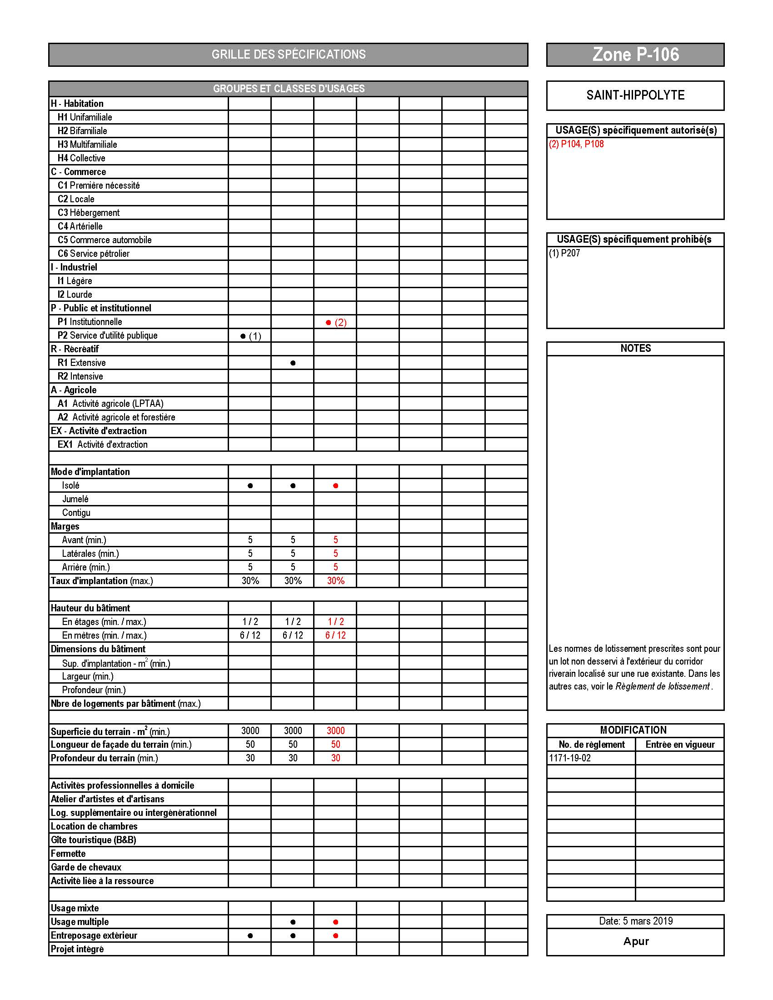 GRILLE DES SPÉCIFICATIONS
Zone P-106
GROUPES ET CLASSES D'USAGES
H - Habitation
H1 Unifamiliale
H2 Bifamiliale
H3 Multifamiliale
H4 Collective
C - Commerce
C1 Première nécessité
C2 Locale
C3 Hébergement
C4 Artérielle
C5 Commerce automobile
C6 Service pétrolier
I - Industriel
I1 Légère
I2 Lourde
P - Public et institutionnel
P1 Institutionnelle ● (2)
P2 Service d'utilité publique ● (1)
R - Récréatif
R1 Extensive ●
R2 Intensive
A - Agricole
A1 Activité agricole (LPTAA)
A2 Activité agricole et forestière
EX - Activité d'extraction
EX1 Activité d'extraction
Mode d'implantation
Isolé ● ● ●
Jumelé
Contigu
Marges
Avant (min.) 5 5 5
Latérales (min.) 5 5 5
Arrière (min.) 5 5 5
Taux d'implantation (max.) 30% 30% 30%
Hauteur du bâtiment
En étages (min. / max.) 1 / 2 1 / 2 1 / 2
En mètres (min. / max.) 6 / 12 6 / 12 6 / 12
Dimensions du bâtiment
Sup. d'implantation - m² (min.)
Largeur (min.)
Profondeur (min.)
Nbre de logements par bâtiment (max.)
Superficie du terrain - m² (min.) 3000 3000 3000
Longueur de façade du terrain (min.) 50 50 50
Profondeur du terrain (min.) 30 30 30
Activités professionnelles à domicile
Atelier d'artistes et d'artisans
Log. supplémentaire ou intergénérationnel
Location de chambres
Gîte touristique (B&B)
Fermette
Garde de chevaux
Activité liée à la ressource
Usage mixte
Usage multiple ● ●
Entreposage extérieur ● ● ●
Projet intégré
SAINT-HIPPOLYTE
USAGE(S) spécifiquement autorisé(s)
(2) P104, P108
USAGE(S) spécifiquement prohibé(s
(1) P207
NOTES
Les normes de lotissement prescrites sont pour
un lot non desservi à l'extérieur du corridor
riverain localisé sur une rue existante. Dans les
autres cas, voir le Règlement de lotissement .
MODIFICATION
No. de règlement Entrée en vigueur
1171-19-02
Date: 5 mars 2019
Apur